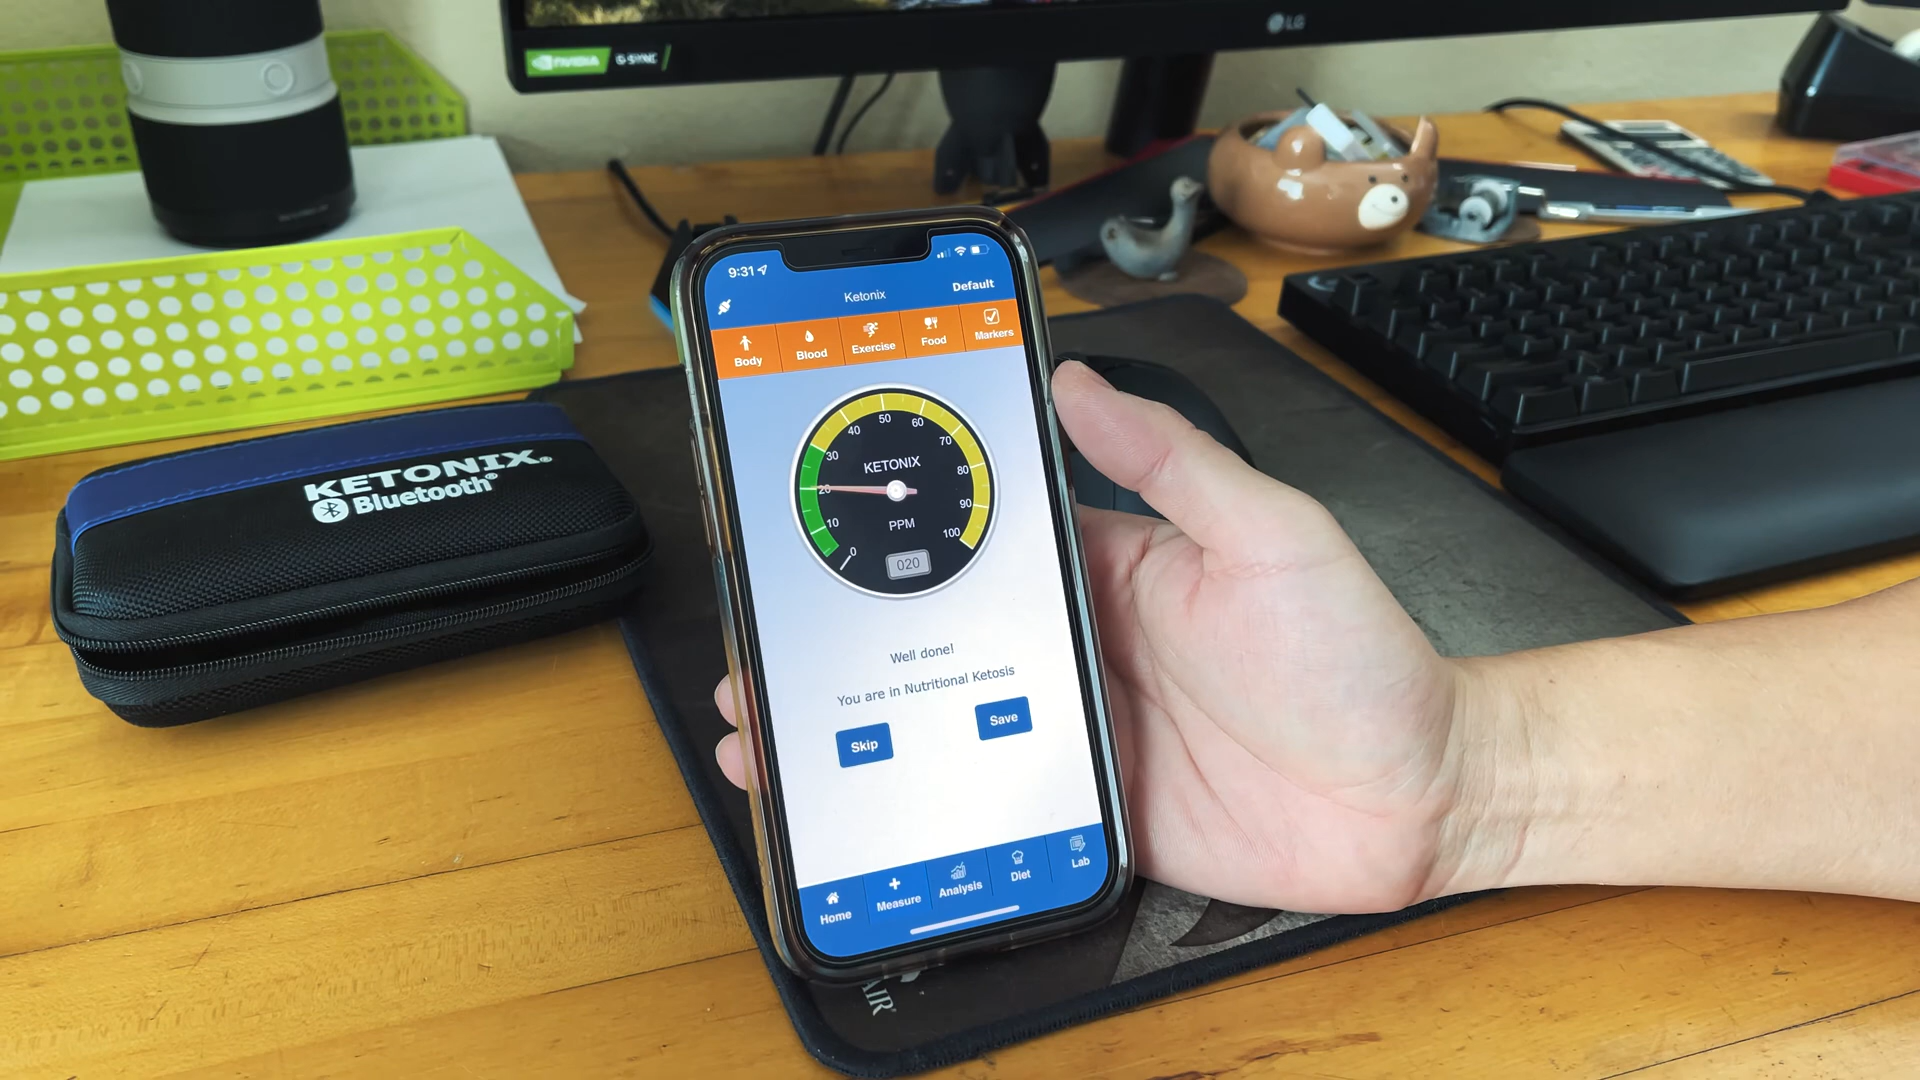 NVIDIA G-SYNC
LG
9:31
Ketonix
Default
Body
Blood
Exercise
Food
Markers
0
10
20
30
40
50
60
70
80
90
100
KETONIX
PPM
020
Well done!
You are in Nutritional Ketosis
Skip
Save
Home
Measure
Analysis
Diet
Lab
KETONIX®
Bluetooth®
AIR